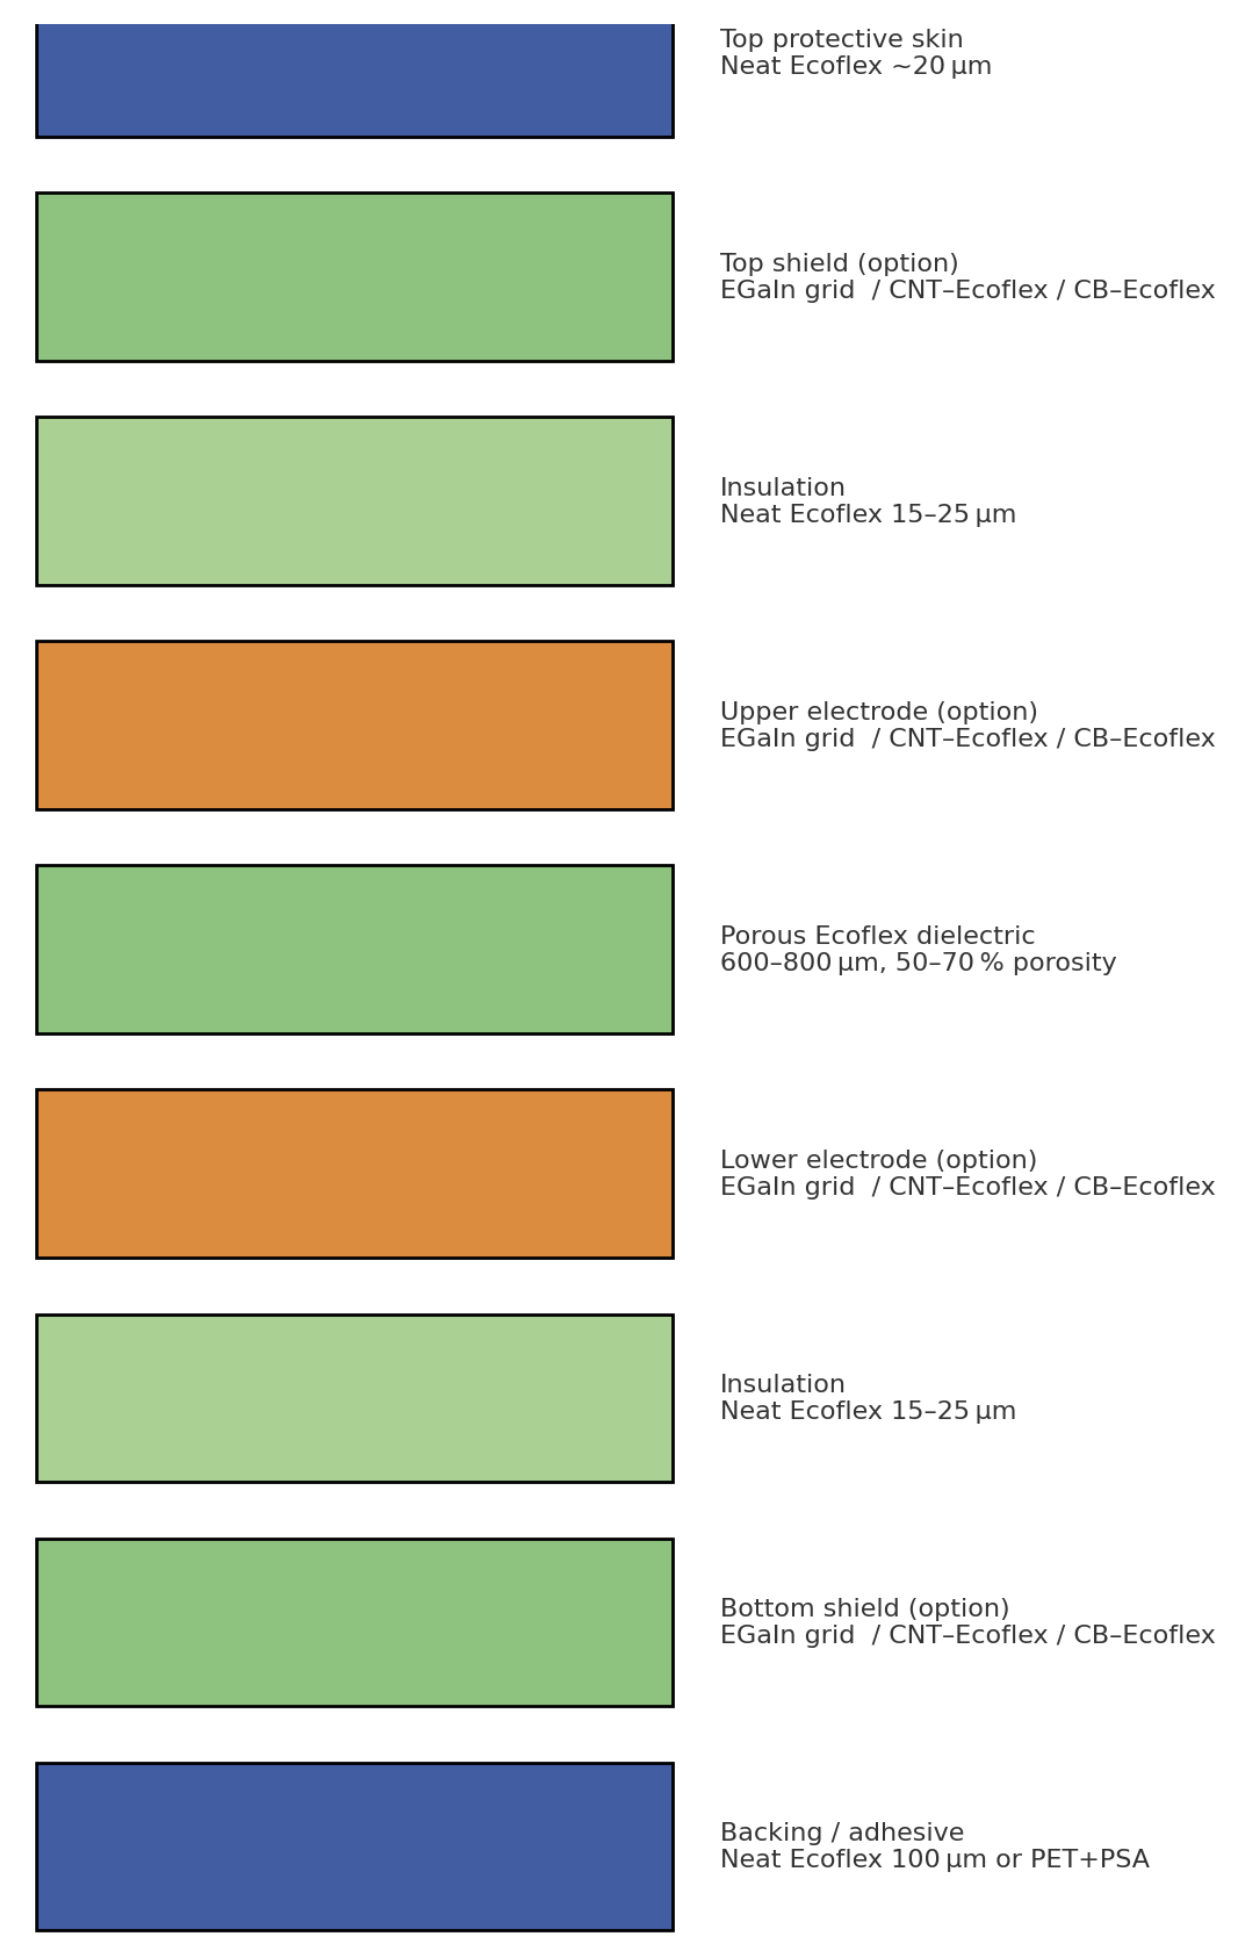 Top protective skin
Neat Ecoflex ~20 µm
Top shield (option)
EGaIn grid  / CNT–Ecoflex / CB–Ecoflex
Insulation
Neat Ecoflex 15–25 µm
Upper electrode (option)
EGaIn grid  / CNT–Ecoflex / CB–Ecoflex
Porous Ecoflex dielectric
600–800 µm, 50–70 % porosity
Lower electrode (option)
EGaIn grid  / CNT–Ecoflex / CB–Ecoflex
Insulation
Neat Ecoflex 15–25 µm
Bottom shield (option)
EGaIn grid  / CNT–Ecoflex / CB–Ecoflex
Backing / adhesive
Neat Ecoflex 100 µm or PET+PSA